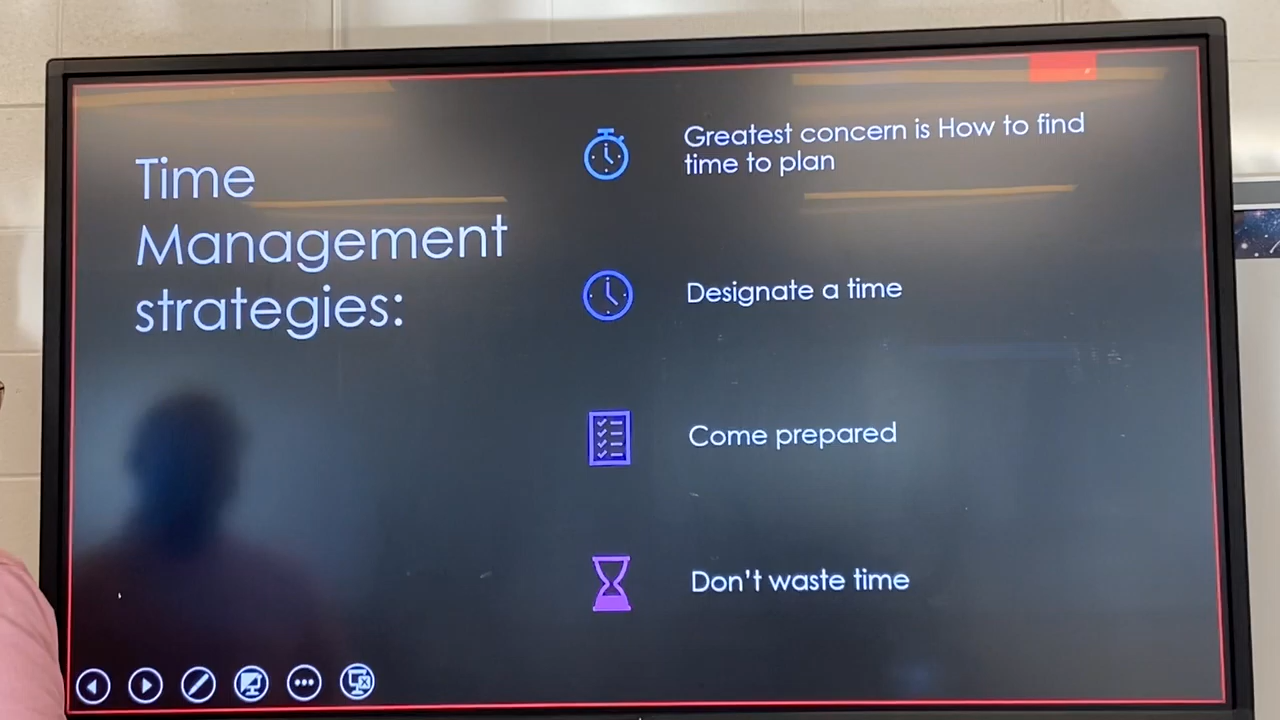 Time
Management
strategies:
Greatest concern is How to find
time to plan
Designate a time
Come prepared
Don't waste time